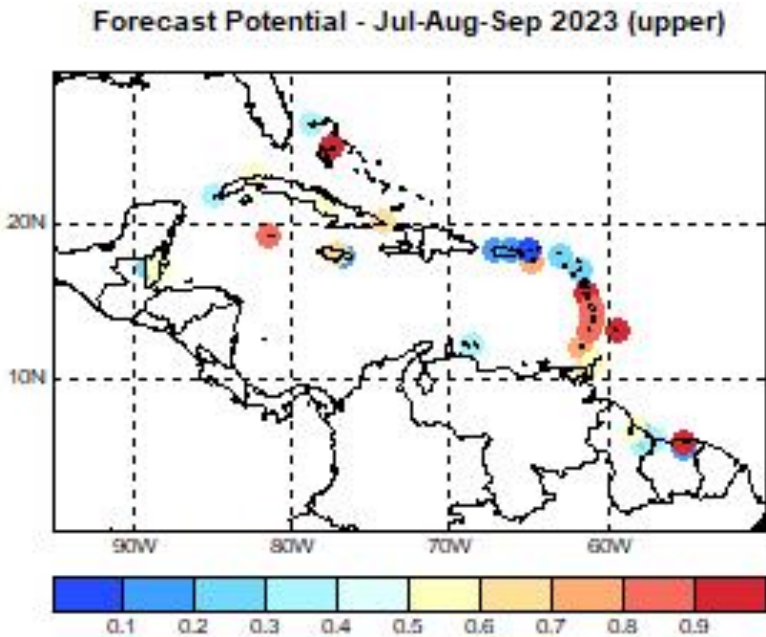 Forecast Potential - Jul-Aug-Sep 2023 (upper)
20N
10N
90W 80W 70W 60W
0.1 0.2 0.3 0.4 0.5 0.6 0.7 0.8 0.9